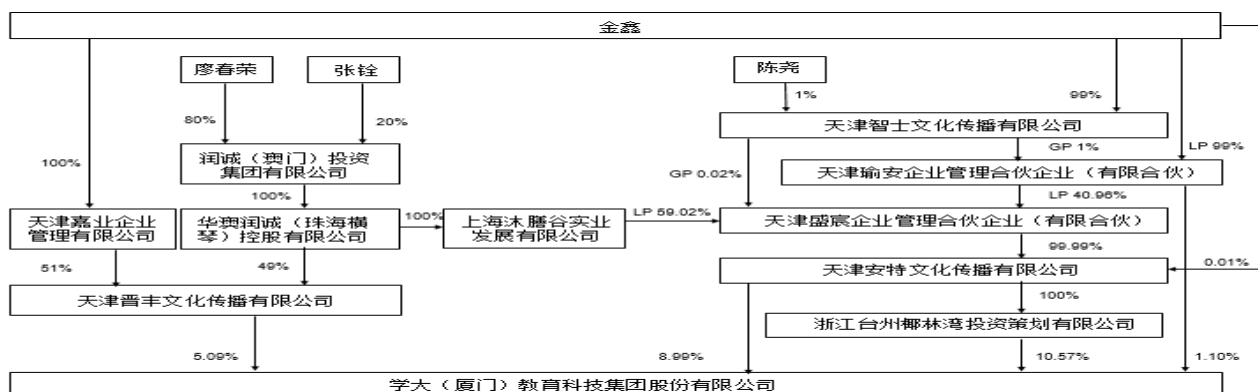 金鑫
廖春荣
张铨
陈尧
80%
20%
1%
99%
天津智士文化传播有限公司
100%
润诚（澳门）投资
集团有限公司
GP 1%
LP 99%
天津瑜安企业管理合伙企业（有限合伙）
GP 0.02%
100%
LP 40.96%
天津嘉业企业
管理有限公司
华澳润诚（珠海横
琴）控股有限公司
100%
上海沐膳谷实业
发展有限公司
LP 59.02%
天津盛宸企业管理合伙企业（有限合伙）
99.99%
51%
49%
天津安特文化传播有限公司
0.01%
天津晋丰文化传播有限公司
100%
浙江台州椰林湾投资策划有限公司
5.09%
8.99%
10.57%
1.10%
学大（厦门）教育科技集团股份有限公司